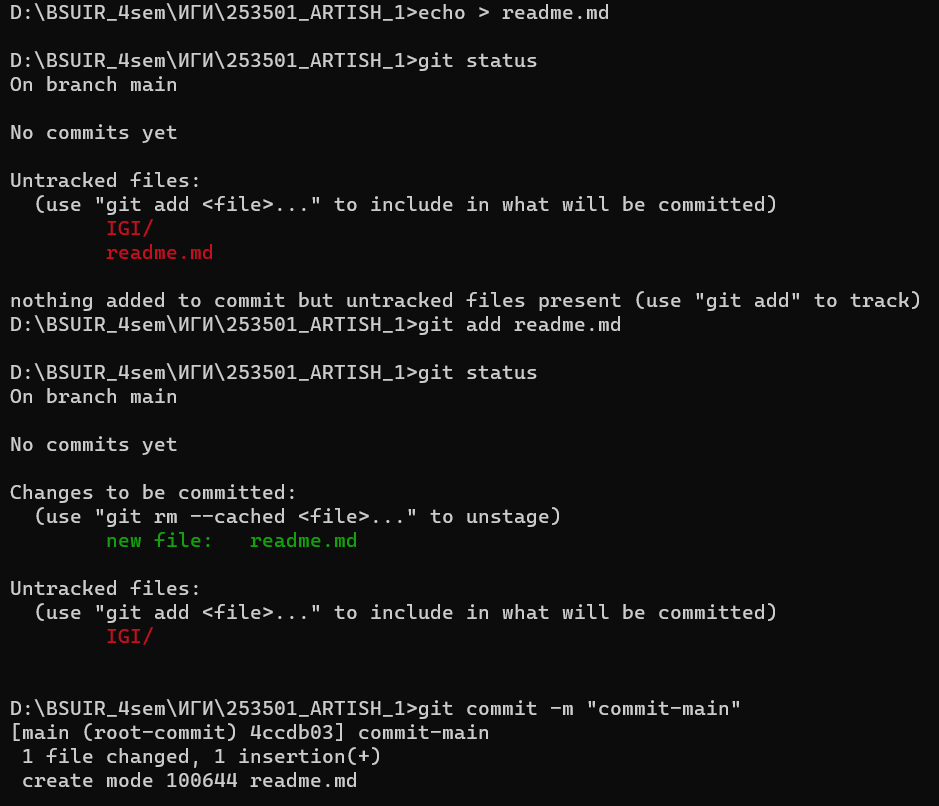 D:\BSUIR_4sem\ИГИ\253501_ARTISH_1>echo > readme.md
D:\BSUIR_4sem\ИГИ\253501_ARTISH_1>git status
On branch main
No commits yet
Untracked files:
  (use "git add <file>..." to include in what will be committed)
        IGI/
        readme.md
nothing added to commit but untracked files present (use "git add" to track)
D:\BSUIR_4sem\ИГИ\253501_ARTISH_1>git add readme.md
D:\BSUIR_4sem\ИГИ\253501_ARTISH_1>git status
On branch main
No commits yet
Changes to be committed:
  (use "git rm --cached <file>..." to unstage)
        new file:   readme.md
Untracked files:
  (use "git add <file>..." to include in what will be committed)
        IGI/
D:\BSUIR_4sem\ИГИ\253501_ARTISH_1>git commit -m "commit-main"
[main (root-commit) 4ccdb03] commit-main
 1 file changed, 1 insertion(+)
 create mode 100644 readme.md